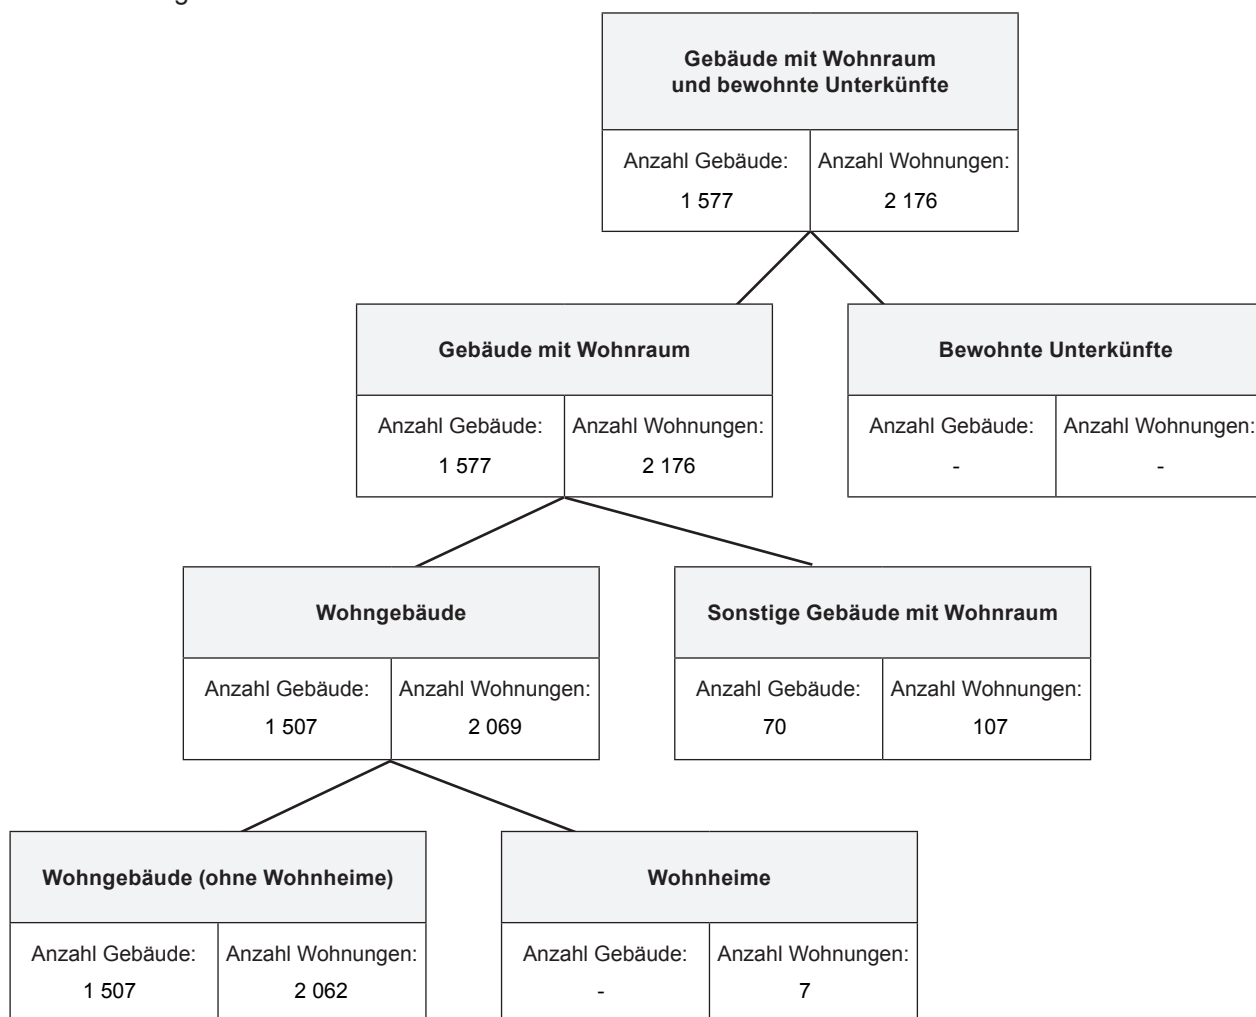 Gebäude mit Wohnraum
und bewohnte Unterkünfte
Anzahl Gebäude:
Anzahl Wohnungen:
1 577
2 176
Gebäude mit Wohnraum
Anzahl Gebäude:
Anzahl Wohnungen:
1 577
2 176
Bewohnte Unterkünfte
Anzahl Gebäude:
Anzahl Wohnungen:
-
-
Wohngebäude
Anzahl Gebäude:
Anzahl Wohnungen:
1 507
2 069
Sonstige Gebäude mit Wohnraum
Anzahl Gebäude:
Anzahl Wohnungen:
70
107
Wohngebäude (ohne Wohnheime)
Anzahl Gebäude:
Anzahl Wohnungen:
1 507
2 062
Wohnheime
Anzahl Gebäude:
Anzahl Wohnungen:
-
7